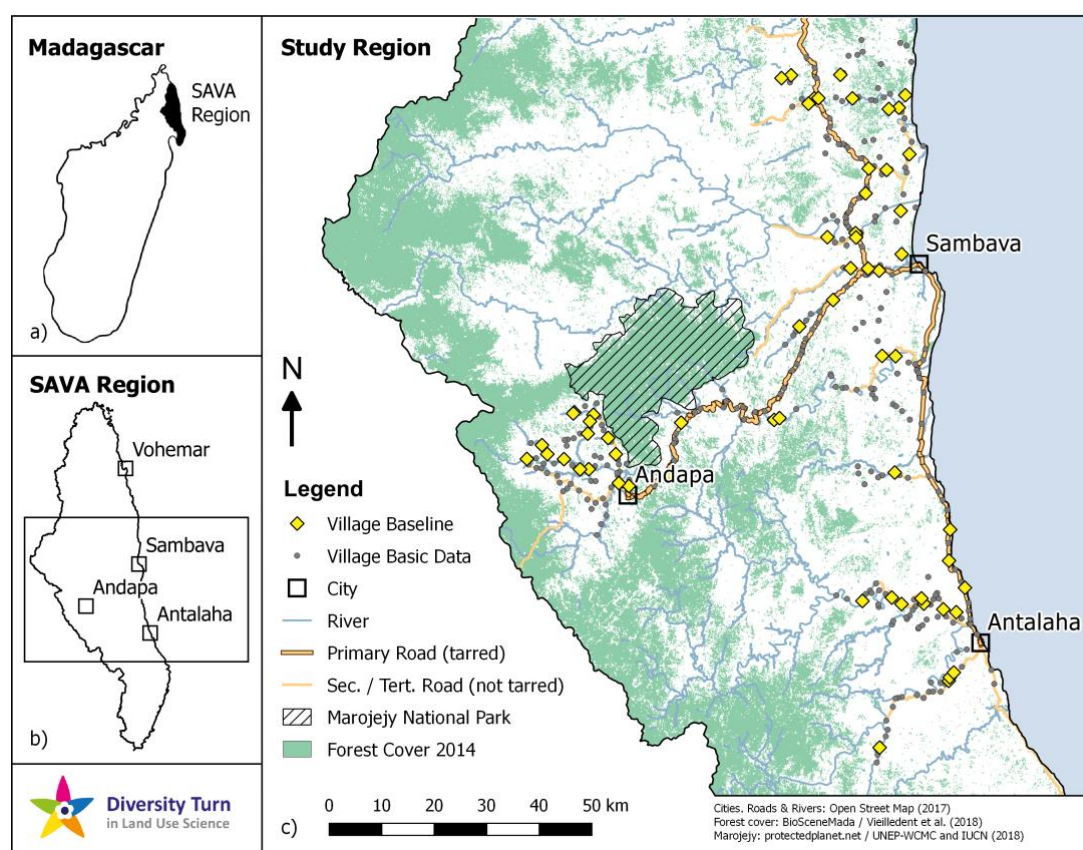 Madagascar
SAVA
Region
a)
SAVA Region
Vohemar
Sambava
Andapa
Antalaha
b)
Diversity Turn
in Land Use Science
Study Region
Sambava
Andapa
Antalaha
N
Legend
Village Baseline
Village Basic Data
City
River
Primary Road (tarred)
Sec. / Tert. Road (not tarred)
Marojejy National Park
Forest Cover 2014
c)
0 10 20 30 40 50 km
Cities. Roads & Rivers: Open Street Map (2017)
Forest cover: BioSceneMada / Vieilledent et al. (2018)
Marojejy: protectedplanet.net / UNEP-WCMC and IUCN (2018)